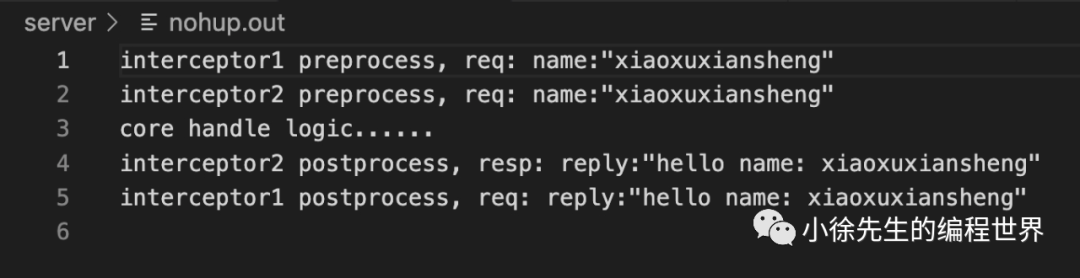 server > nohup.out
1 interceptor1 preprocess, req: name:"xiaoxuxiansheng"
2 interceptor2 preprocess, req: name:"xiaoxuxiansheng"
3 core handle logic......
4 interceptor2 postprocess, resp: reply:"hello name: xiaoxuxiansheng"
5 interceptor1 postprocess, req: reply:"hello name: xiaoxuxiansheng"
6
小徐先生的编程世界